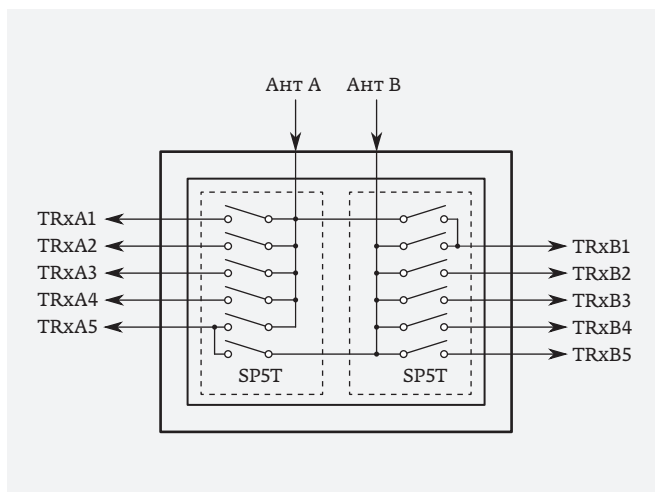 Ант A Ант B
TRxA1
TRxA2 TRxB1
TRxA3 TRxB2
TRxA4 TRxB3
TRxA5 TRxB4
TRxB5
SP5T SP5T